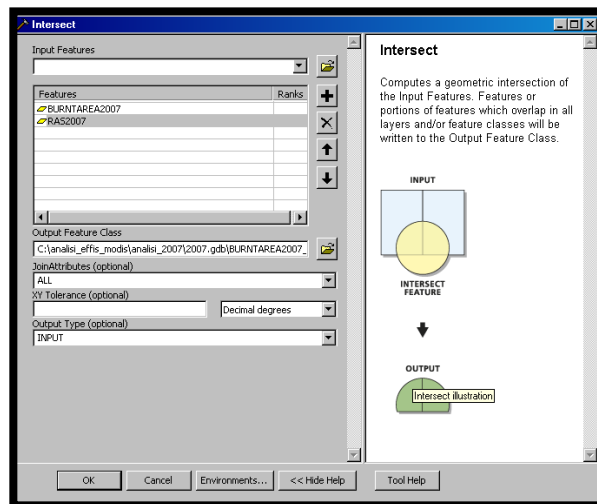 Intersect
Input Features
Features Ranks
BURNTAREA2007
RAS2007
Output Feature Class
C:\analisi_effis_modis\analisi_2007\2007.gdb\BURNTAREA2007_
JoinAttributes (optional)
ALL
XY Tolerance (optional)
Decimal degrees
Output Type (optional)
INPUT
OK Cancel Environments... << Hide Help Tool Help
Intersect
Computes a geometric intersection of
the Input Features. Features or
portions of features which overlap in all
layers and/or feature classes will be
written to the Output Feature Class.
INPUT
INTERSECT
FEATURE
OUTPUT
Intersect illustration